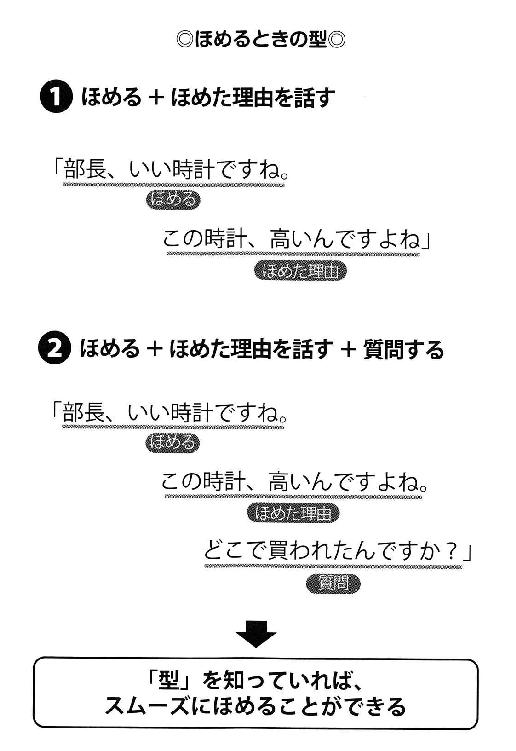 ◎ほめるときの型◎
❶ ほめる + ほめた理由を話す
「部長、いい時計ですね。
ほめる
この時計、高いんですよね」
ほめた理由
❷ ほめる + ほめた理由を話す + 質問する
「部長、いい時計ですね。
ほめる
この時計、高いんですよね。
ほめた理由
どこで買われたんですか？」
質問
「型」を知っていれば、
スムーズにほめることができる